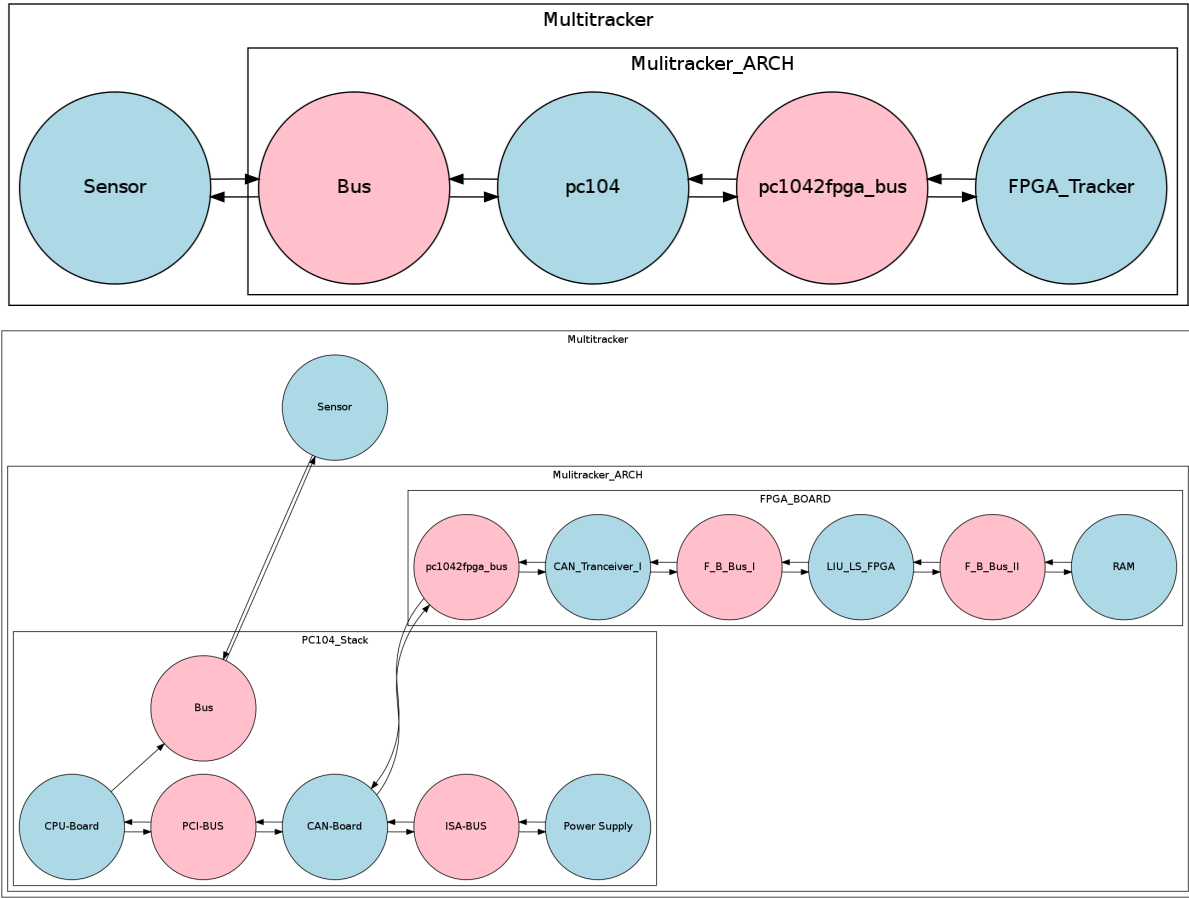 Multitracker
Mulitracker_ARCH
Sensor
Bus
pc104
pc1042fpga_bus
FPGA_Tracker
Multitracker
Sensor
Mulitracker_ARCH
FPGA_BOARD
pc1042fpga_bus
CAN_Tranceiver_I
F_B_Bus_I
LIU_LS_FPGA
F_B_Bus_II
RAM
PC104_Stack
Bus
CPU-Board
PCI-BUS
CAN-Board
ISA-BUS
Power Supply